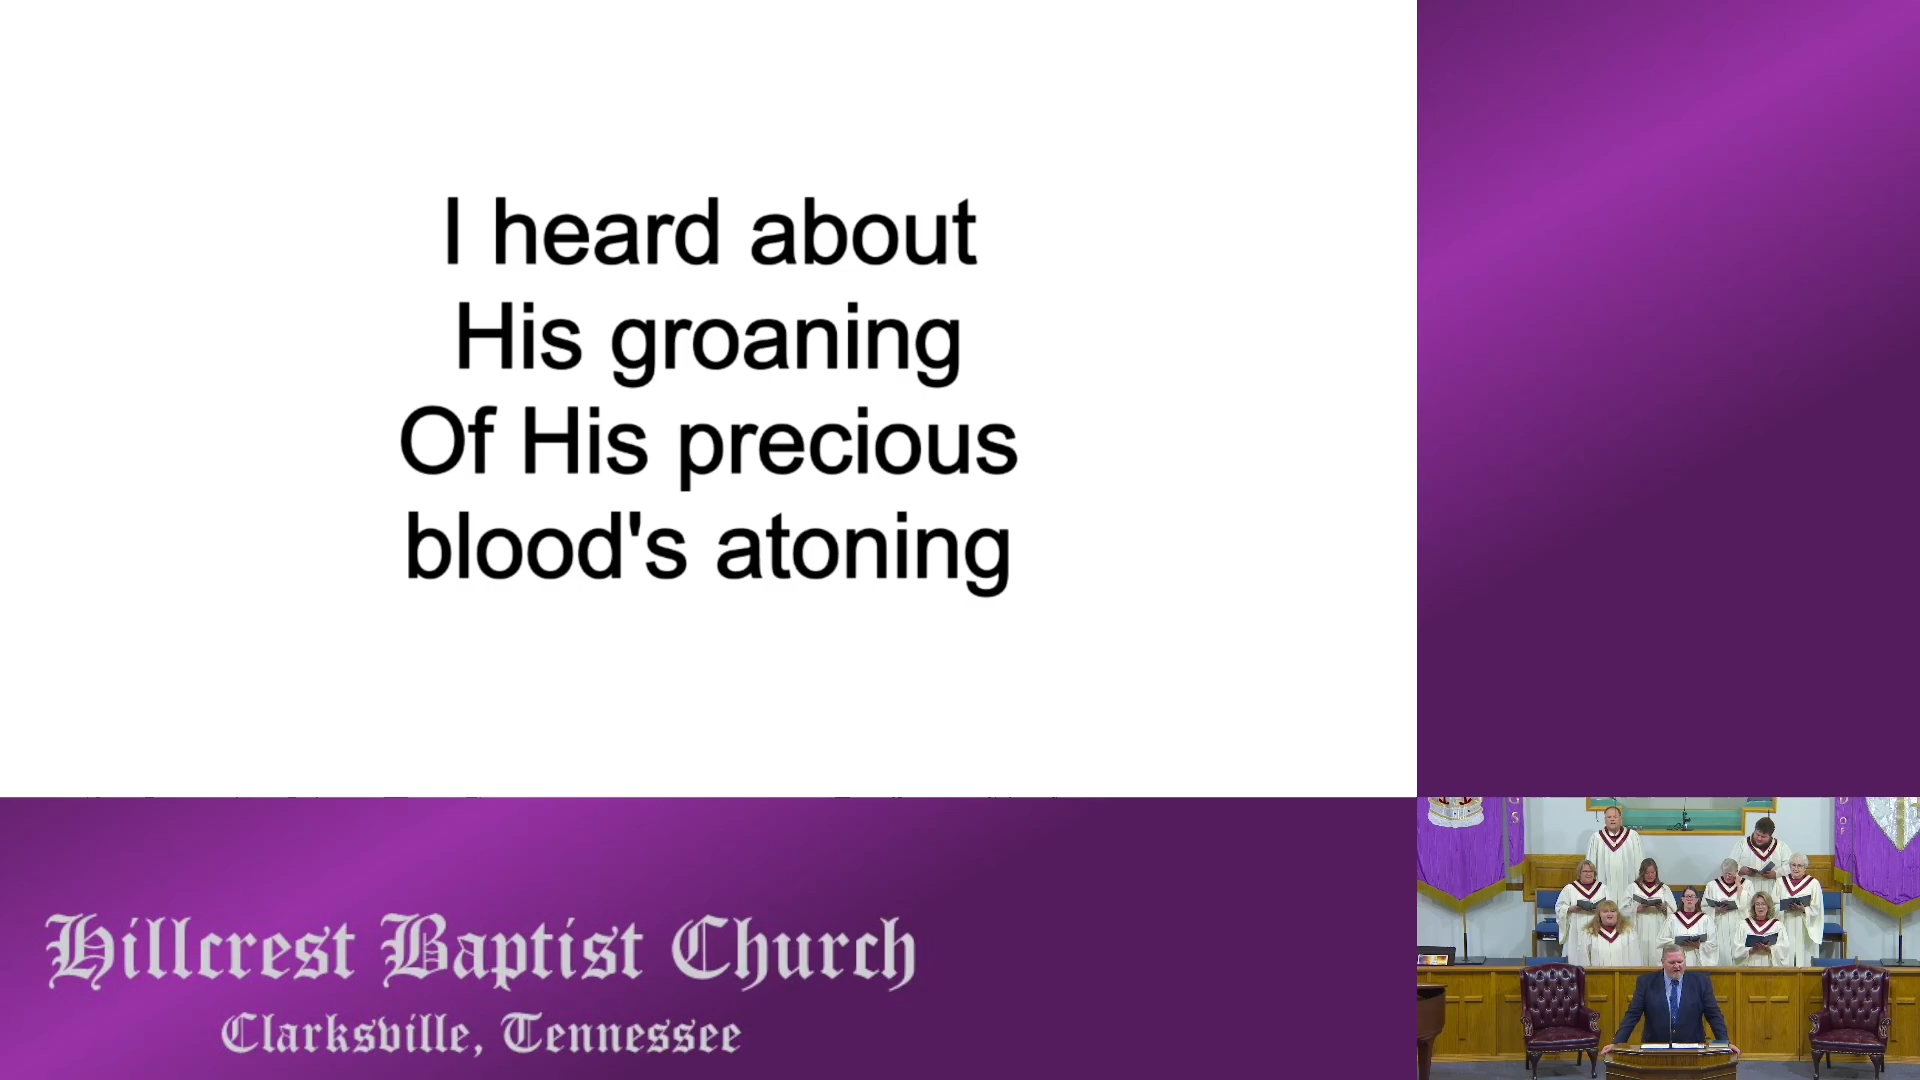 I heard about
His groaning
Of His precious
blood's atoning
Hillcrest Baptist Church
Clarksville, Tennessee